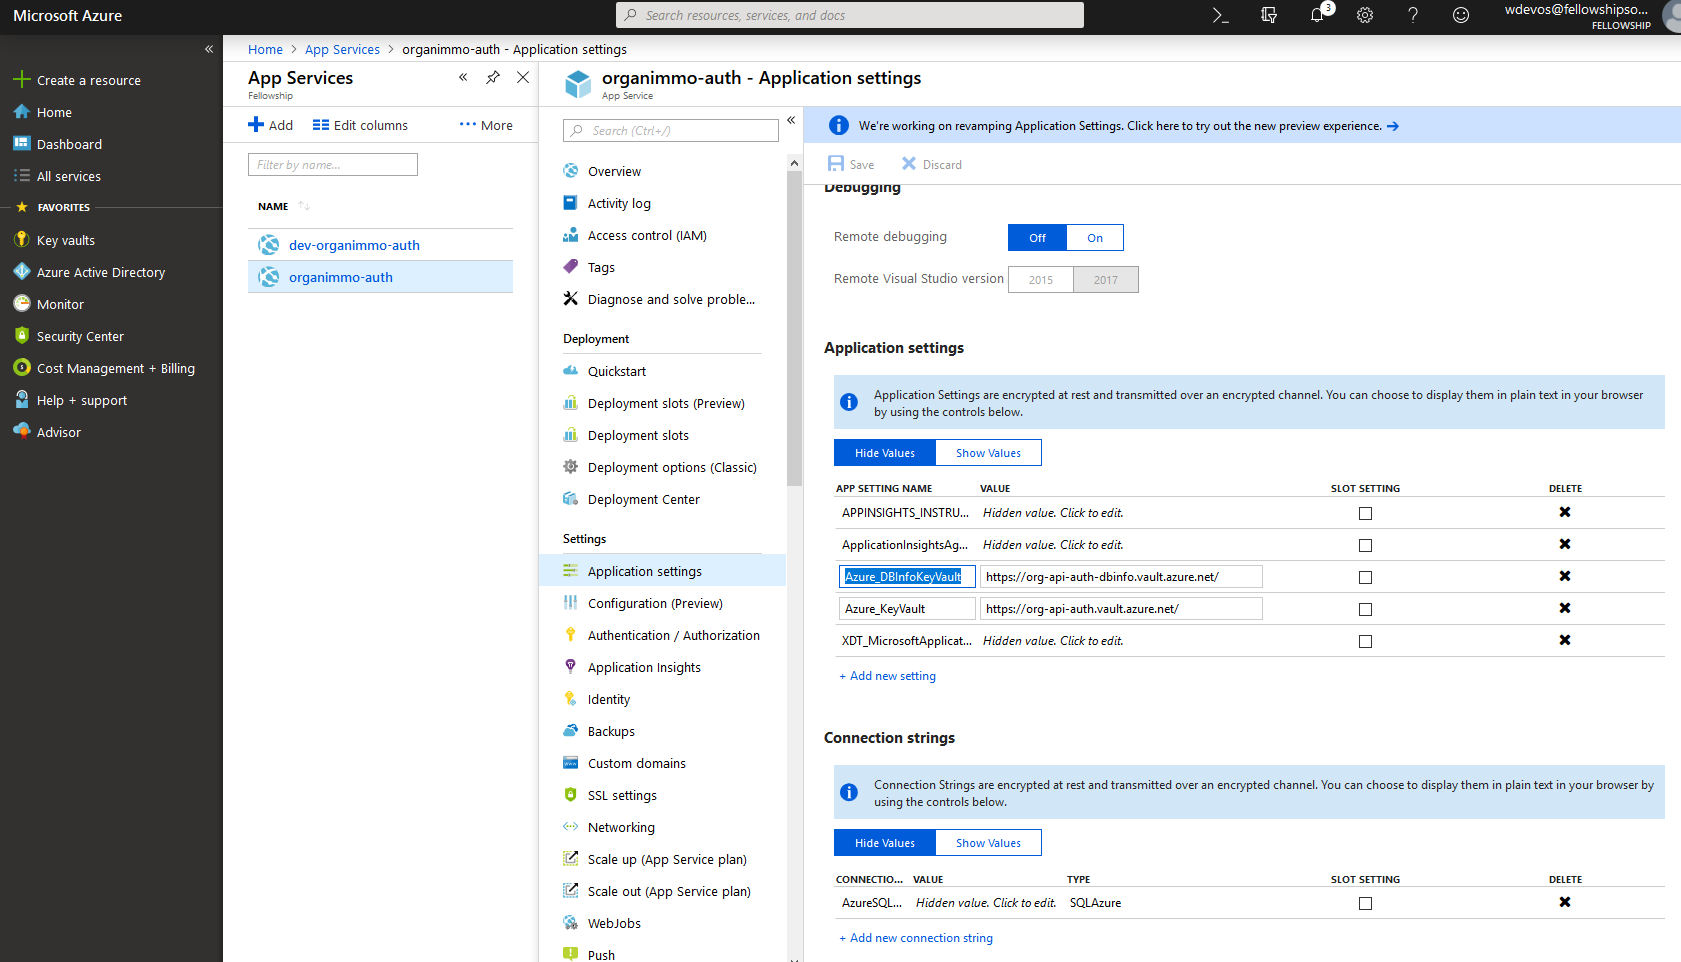 Microsoft Azure
Search resources, services, and docs
3
wdevos@fellowshipso...
FELLOWSHIP
Create a resource
Home
Dashboard
All services
FAVORITES
Key vaults
Azure Active Directory
Monitor
Security Center
Cost Management + Billing
Help + support
Advisor
Home > App Services > organimmo-auth - Application settings
App Services
Fellowship
Add
Edit columns
More
Filter by name...
NAME
dev-organimmo-auth
organimmo-auth
organimmo-auth - Application settings
App Service
Search (Ctrl+/)
Overview
Activity log
Access control (IAM)
Tags
Diagnose and solve proble...
Deployment
Quickstart
Deployment slots (Preview)
Deployment slots
Deployment options (Classic)
Deployment Center
Settings
Application settings
Configuration (Preview)
Authentication / Authorization
Application Insights
Identity
Backups
Custom domains
SSL settings
Networking
Scale up (App Service plan)
Scale out (App Service plan)
WebJobs
Push
We're working on revamping Application Settings. Click here to try out the new preview experience.
Save
Discard
Debugging
Remote debugging
Off
On
Remote Visual Studio version
2015
2017
Application settings
Application Settings are encrypted at rest and transmitted over an encrypted channel. You can choose to display them in plain text in your browser
by using the controls below.
Hide Values
Show Values
APP SETTING NAME VALUE SLOT SETTING DELETE
APPINSIGHTS_INSTRU... Hidden value. Click to edit.
ApplicationInsightsAg... Hidden value. Click to edit.
Azure_DBInfoKeyVault https://org-api-auth-dbinfo.vault.azure.net/
Azure_KeyVault https://org-api-auth.vault.azure.net/
XDT_MicrosoftApplicat... Hidden value. Click to edit.
+ Add new setting
Connection strings
Connection Strings are encrypted at rest and transmitted over an encrypted channel. You can choose to display them in plain text in your browser by
using the controls below.
Hide Values
Show Values
CONNECTIO... VALUE TYPE SLOT SETTING DELETE
AzureSQL... Hidden value. Click to edit. SQLAzure
+ Add new connection string